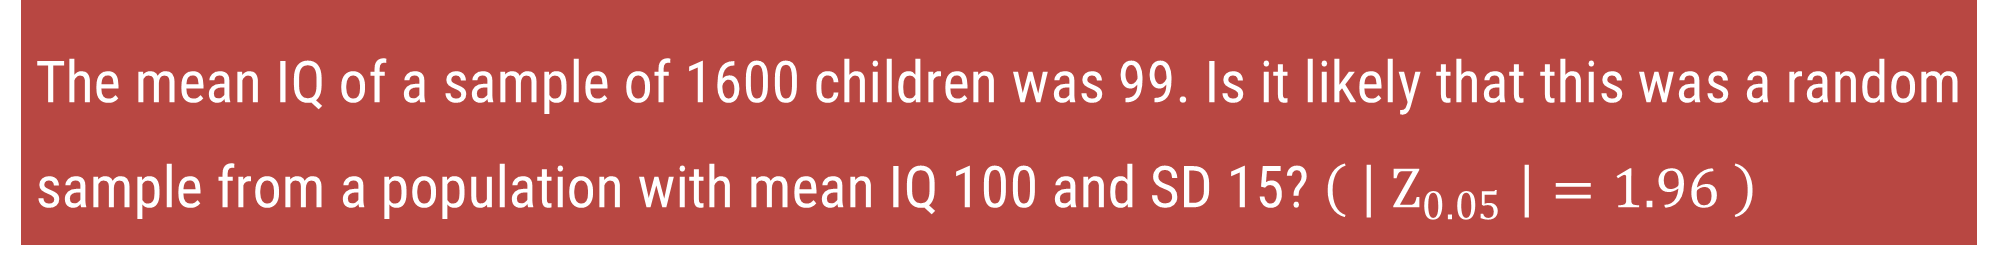 The mean IQ of a sample of 1600 children was 99. Is it likely that this was a random
sample from a population with mean IQ 100 and SD 15? ( | Z₀.₀₅ | = 1.96 )